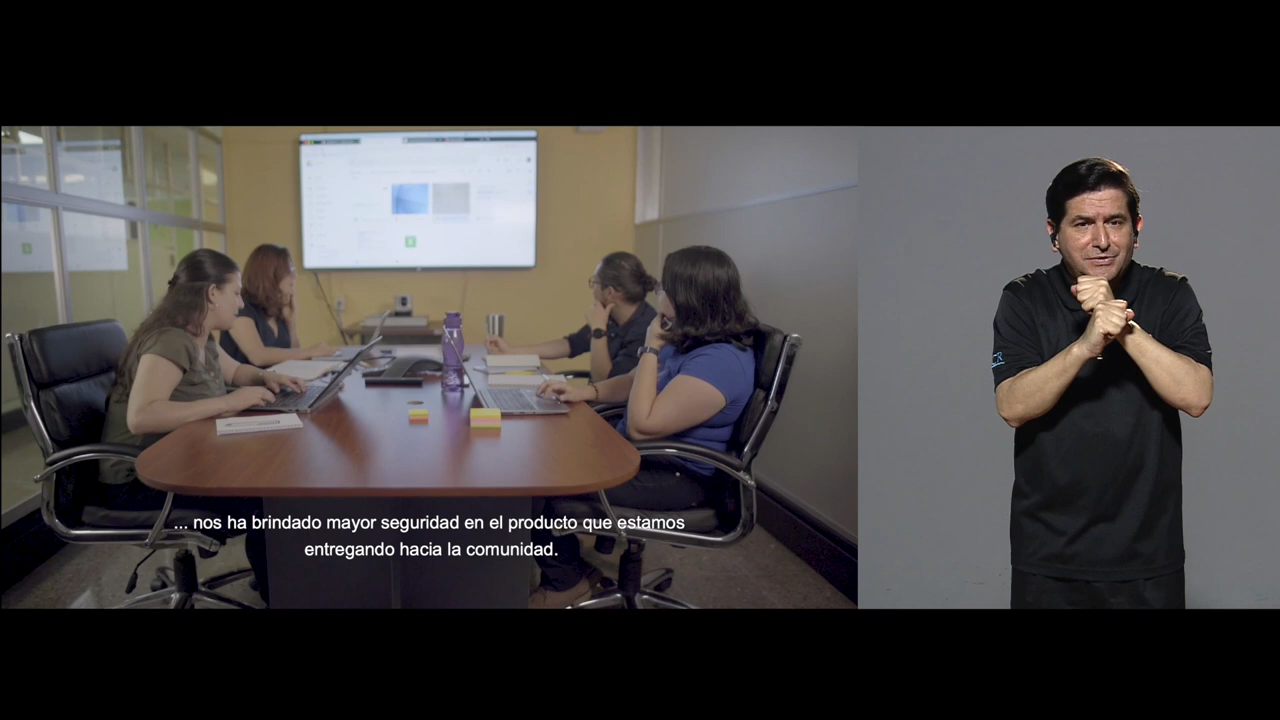 ... nos ha brindado mayor seguridad en el producto que estamos
entregando hacia la comunidad.